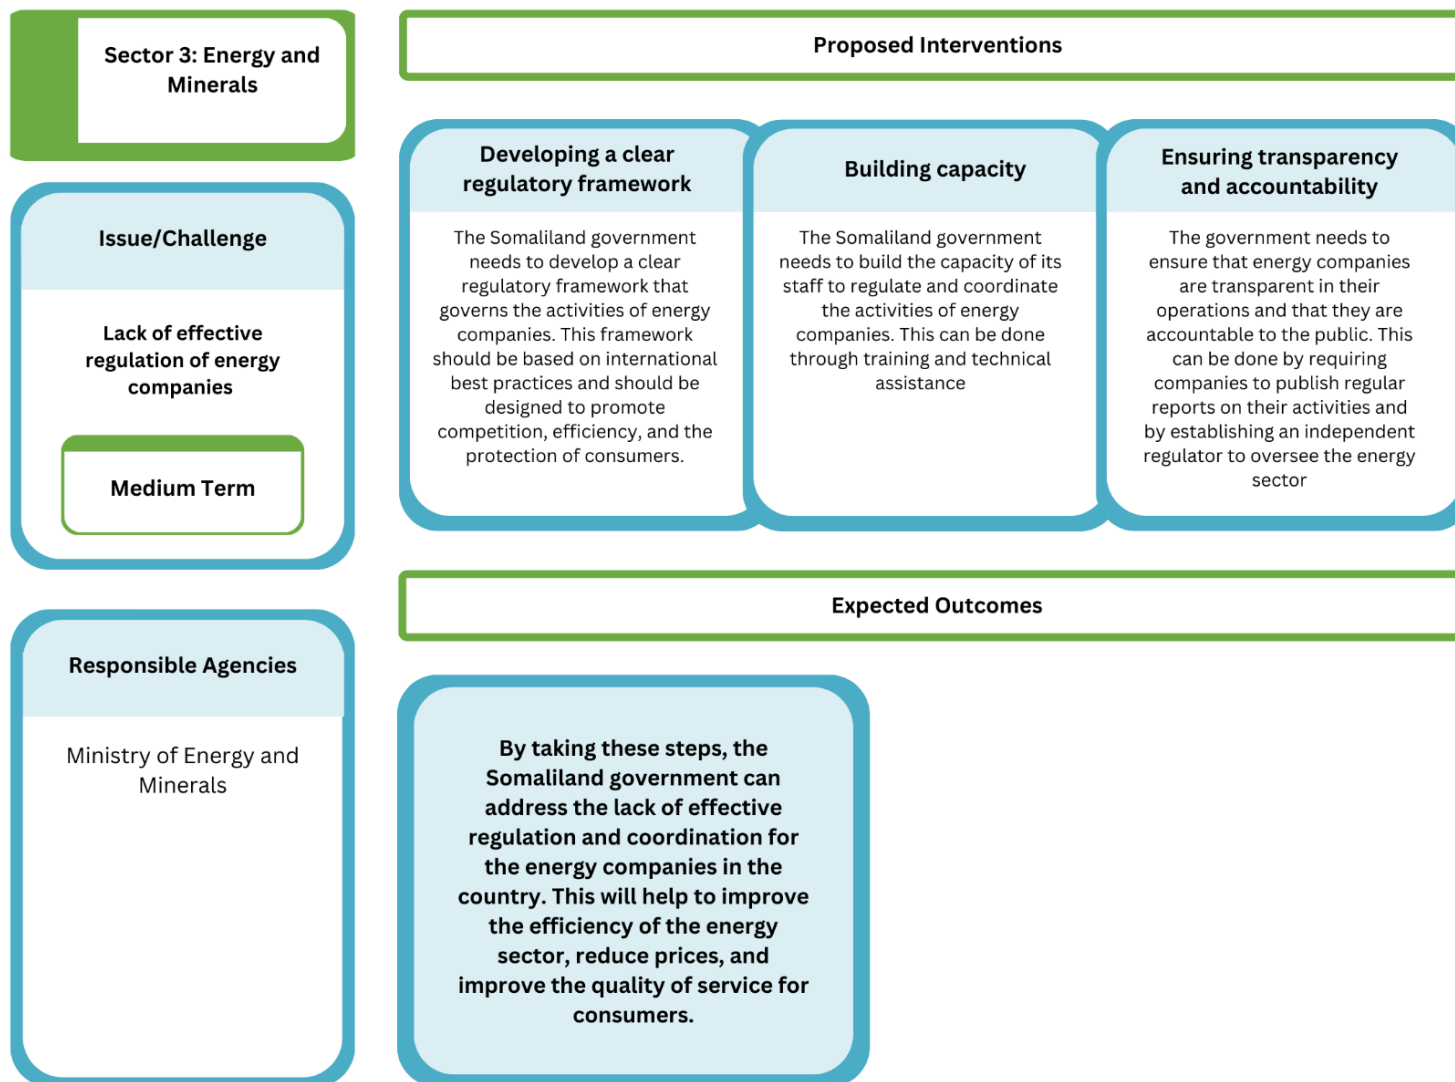 Sector 3: Energy and
Minerals
Issue/Challenge
Lack of effective
regulation of energy
companies
Medium Term
Responsible Agencies
Ministry of Energy and
Minerals
Proposed Interventions
Developing a clear
regulatory framework
The Somaliland government
needs to develop a clear
regulatory framework that
governs the activities of energy
companies. This framework
should be based on international
best practices and should be
designed to promote
competition, efficiency, and the
protection of consumers.
Building capacity
The Somaliland government
needs to build the capacity of its
staff to regulate and coordinate
the activities of energy
companies. This can be done
through training and technical
assistance
Ensuring transparency
and accountability
The government needs to
ensure that energy companies
are transparent in their
operations and that they are
accountable to the public. This
can be done by requiring
companies to publish regular
reports on their activities and
by establishing an independent
regulator to oversee the energy
sector
Expected Outcomes
By taking these steps, the
Somaliland government can
address the lack of effective
regulation and coordination for
the energy companies in the
country. This will help to improve
the efficiency of the energy
sector, reduce prices, and
improve the quality of service for
consumers.